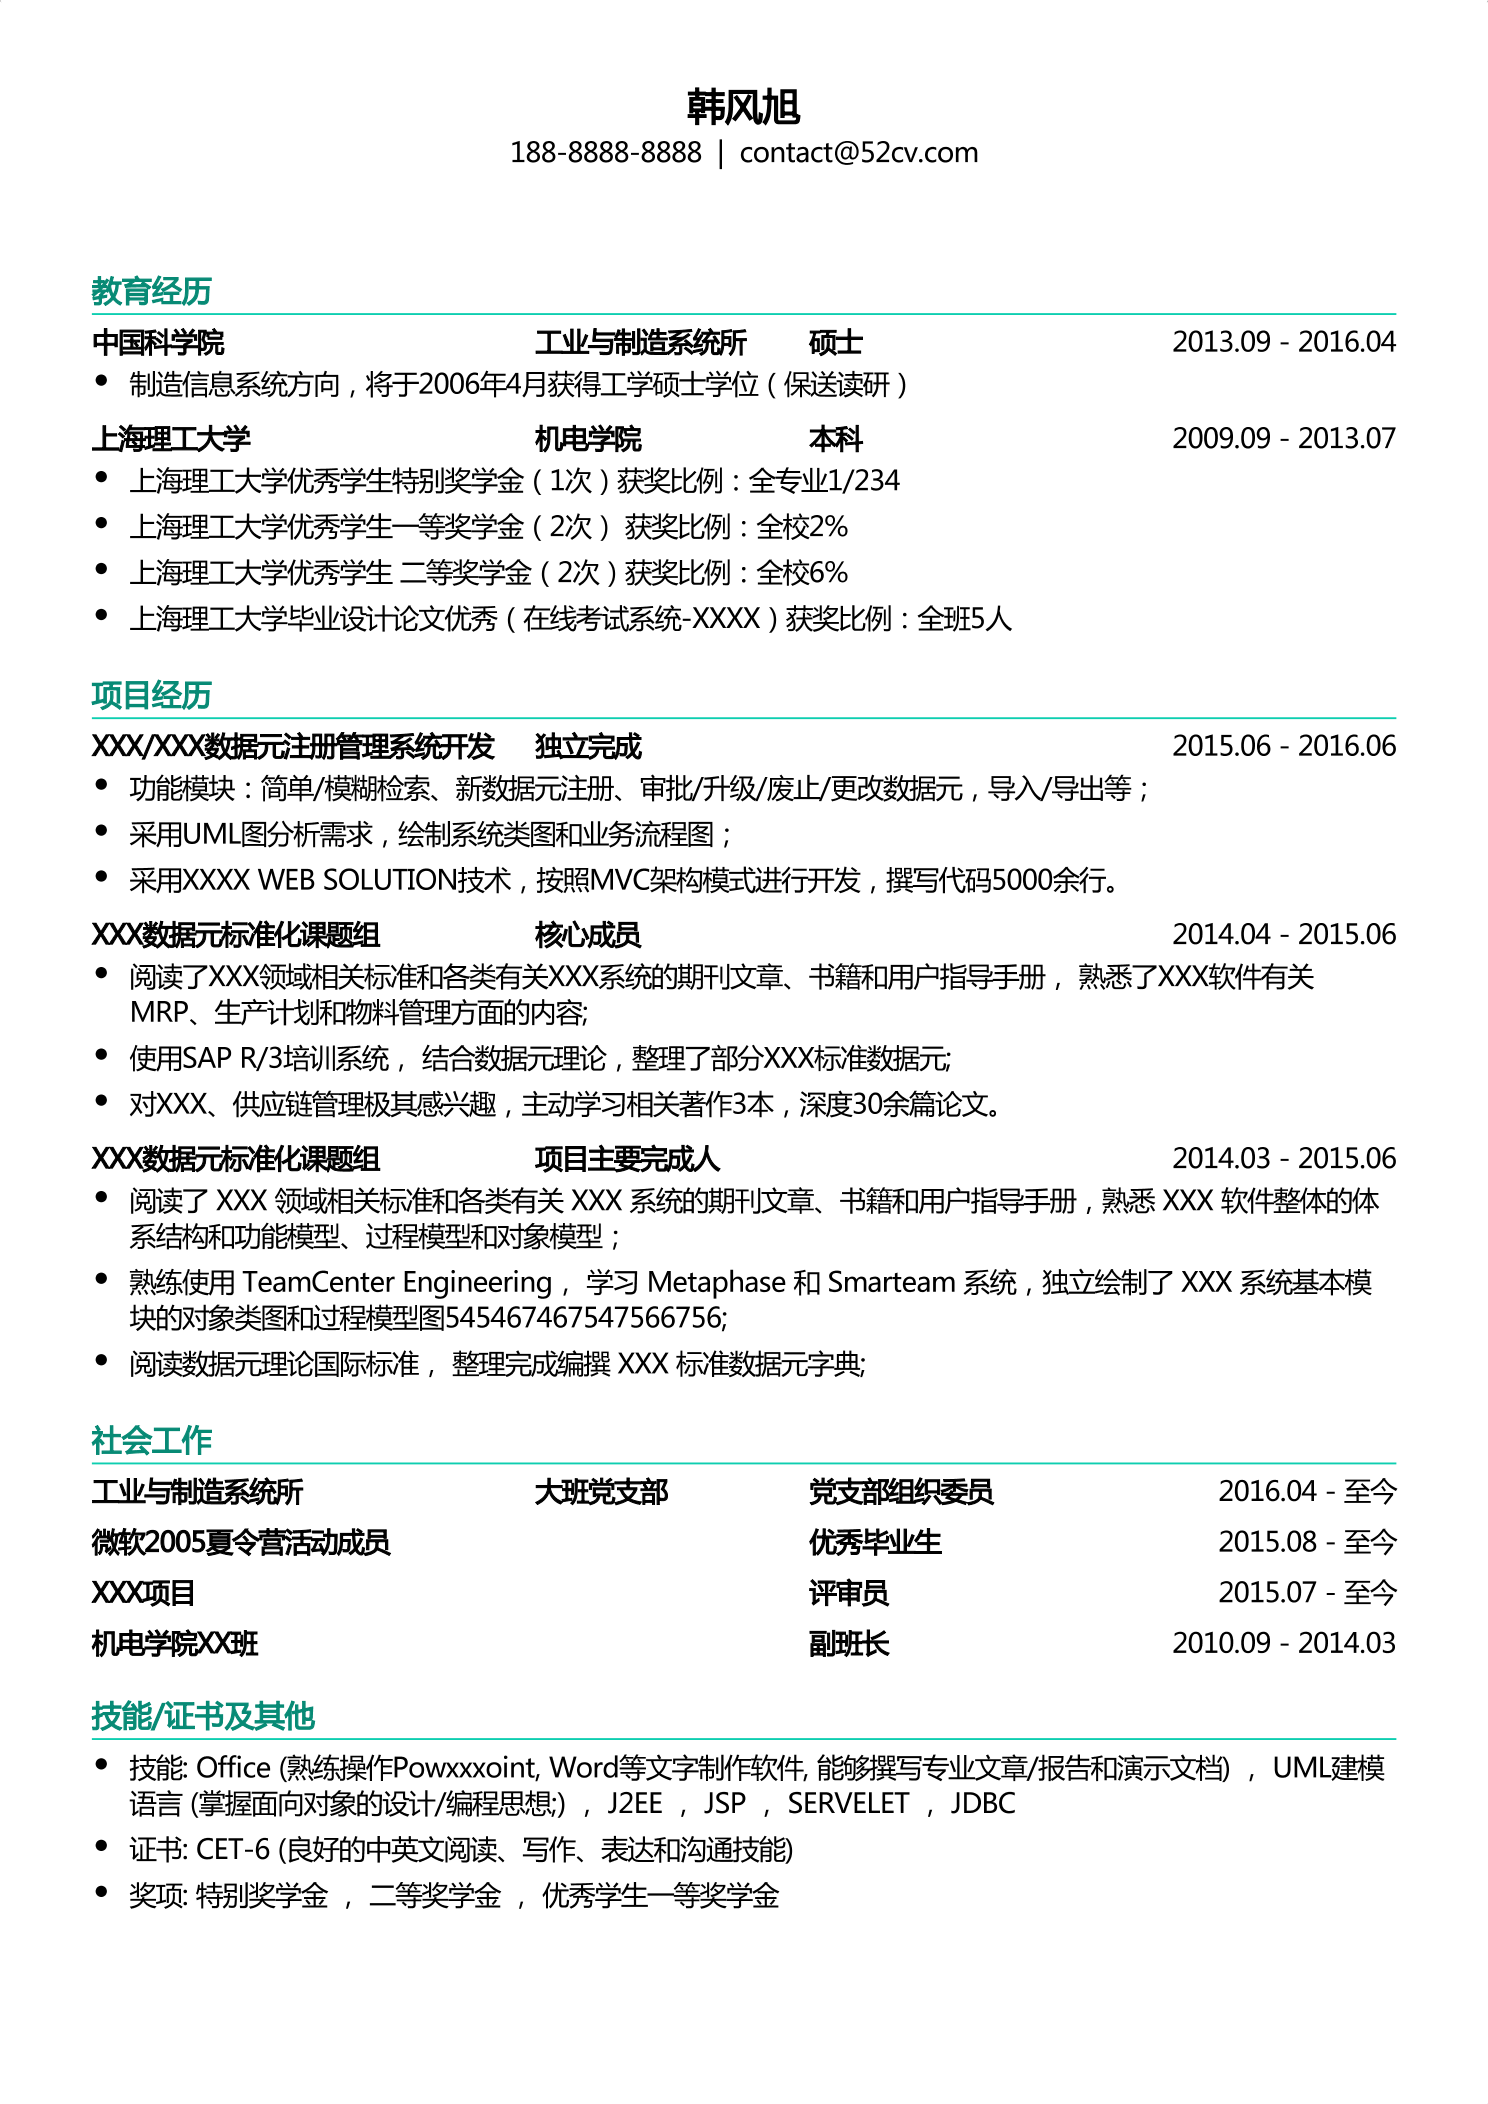 韩风旭
188-8888-8888 | contact@52cv.com
教育经历
中国科学院 工业与制造系统所 硕士 2013.09 - 2016.04
• 制造信息系统方向，将于2006年4月获得工学硕士学位（保送读研）
上海理工大学 机电学院 本科 2009.09 - 2013.07
• 上海理工大学优秀学生特别奖学金（1次）获奖比例：全专业1/234
• 上海理工大学优秀学生一等奖学金（2次） 获奖比例：全校2%
• 上海理工大学优秀学生 二等奖学金（2次）获奖比例：全校6%
• 上海理工大学毕业设计论文优秀（在线考试系统-XXXX）获奖比例：全班5人
项目经历
XXX/XXX数据元注册管理系统开发 独立完成 2015.06 - 2016.06
• 功能模块：简单/模糊检索、新数据元注册、审批/升级/废止/更改数据元，导入/导出等；
• 采用UML图分析需求，绘制系统类图和业务流程图；
• 采用XXXX WEB SOLUTION技术，按照MVC架构模式进行开发，撰写代码5000余行。
XXX数据元标准化课题组 核心成员 2014.04 - 2015.06
• 阅读了XXX领域相关标准和各类有关XXX系统的期刊文章、书籍和用户指导手册， 熟悉了XXX软件有关
MRP、生产计划和物料管理方面的内容;
• 使用SAP R/3培训系统， 结合数据元理论，整理了部分XXX标准数据元;
• 对XXX、供应链管理极其感兴趣，主动学习相关著作3本，深度30余篇论文。
XXX数据元标准化课题组 项目主要完成人 2014.03 - 2015.06
• 阅读了 XXX 领域相关标准和各类有关 XXX 系统的期刊文章、书籍和用户指导手册，熟悉 XXX 软件整体的体
系结构和功能模型、过程模型和对象模型；
• 熟练使用 TeamCenter Engineering， 学习 Metaphase 和 Smarteam 系统，独立绘制了 XXX 系统基本模
块的对象类图和过程模型图545467467547566756;
• 阅读数据元理论国际标准， 整理完成编撰 XXX 标准数据元字典;
社会工作
工业与制造系统所 大班党支部 党支部组织委员 2016.04 - 至今
微软2005夏令营活动成员 优秀毕业生 2015.08 - 至今
XXX项目 评审员 2015.07 - 至今
机电学院XX班 副班长 2010.09 - 2014.03
技能/证书及其他
• 技能: Office (熟练操作Powxxxoint, Word等文字制作软件, 能够撰写专业文章/报告和演示文档) ， UML建模
语言 (掌握面向对象的设计/编程思想;) ， J2EE ， JSP ， SERVELET ， JDBC
• 证书: CET-6 (良好的中英文阅读、写作、表达和沟通技能)
• 奖项: 特别奖学金 ， 二等奖学金 ， 优秀学生一等奖学金